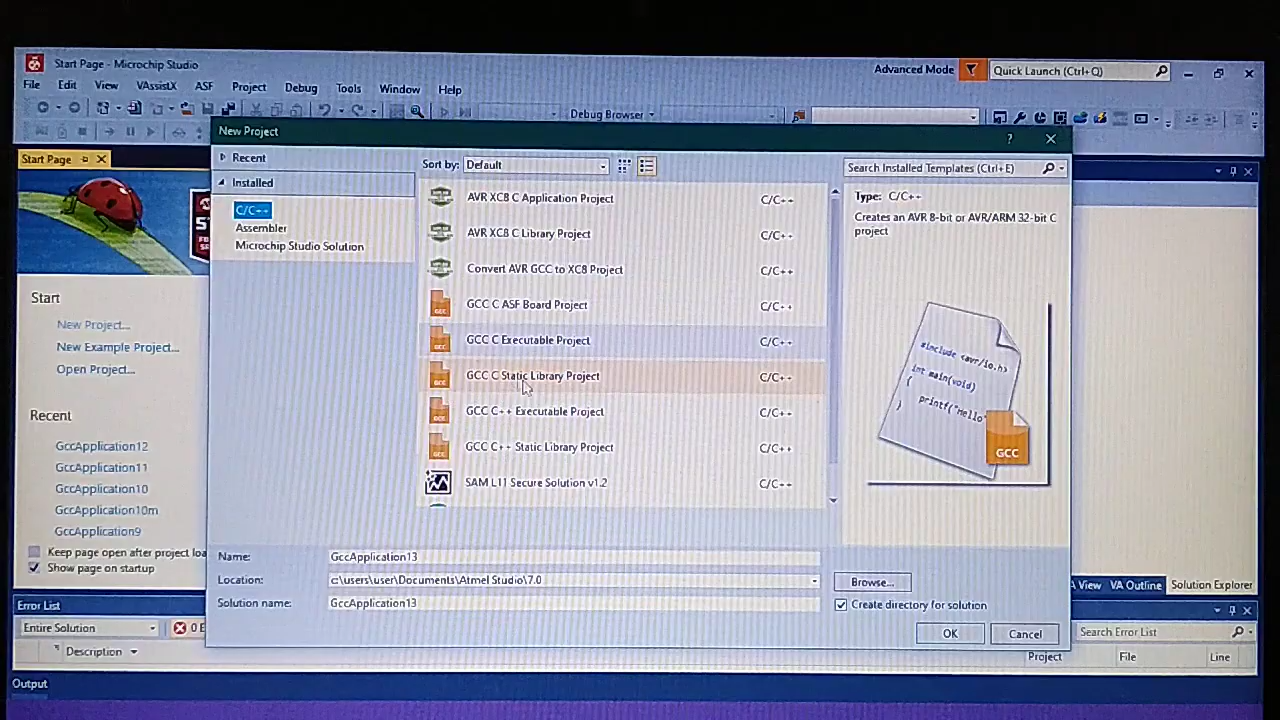 Start Page - Microchip Studio
Advanced Mode
Quick Launch (Ctrl+Q)
File Edit View VAssistX ASF Project Debug Tools Window Help
Debug Browser
New Project
Start Page
Recent
Installed
C/C++
Assembler
Microchip Studio Solution
Sort by: Default
AVR XC8 C Application Project C/C++
AVR XC8 C Library Project C/C++
Convert AVR GCC to XC8 Project C/C++
GCC C ASF Board Project C/C++
GCC C Executable Project C/C++
GCC C Static Library Project C/C++
GCC C++ Executable Project C/C++
GCC C++ Static Library Project C/C++
SAM L11 Secure Solution v1.2 C/C++
Search Installed Templates (Ctrl+E)
Type: C/C++
Creates an AVR 8-bit or AVR/ARM 32-bit C
project
#include <avr/io.h>
int main(void)
{
printf("Hello"
}
GCC
Start
New Project...
New Example Project...
Open Project...
Recent
GccApplication12
GccApplication11
GccApplication10
GccApplication10m
GccApplication9
Keep page open after project loa
Show page on startup
Name: GccApplication13
Location: c:\users\user\Documents\Atmel Studio\7.0
Browse...
Solution name: GccApplication13
Create directory for solution
OK Cancel
View VA Outline Solution Explorer
Error List
Entire Solution
0 E
Search Error List
Description
Project File Line
Output